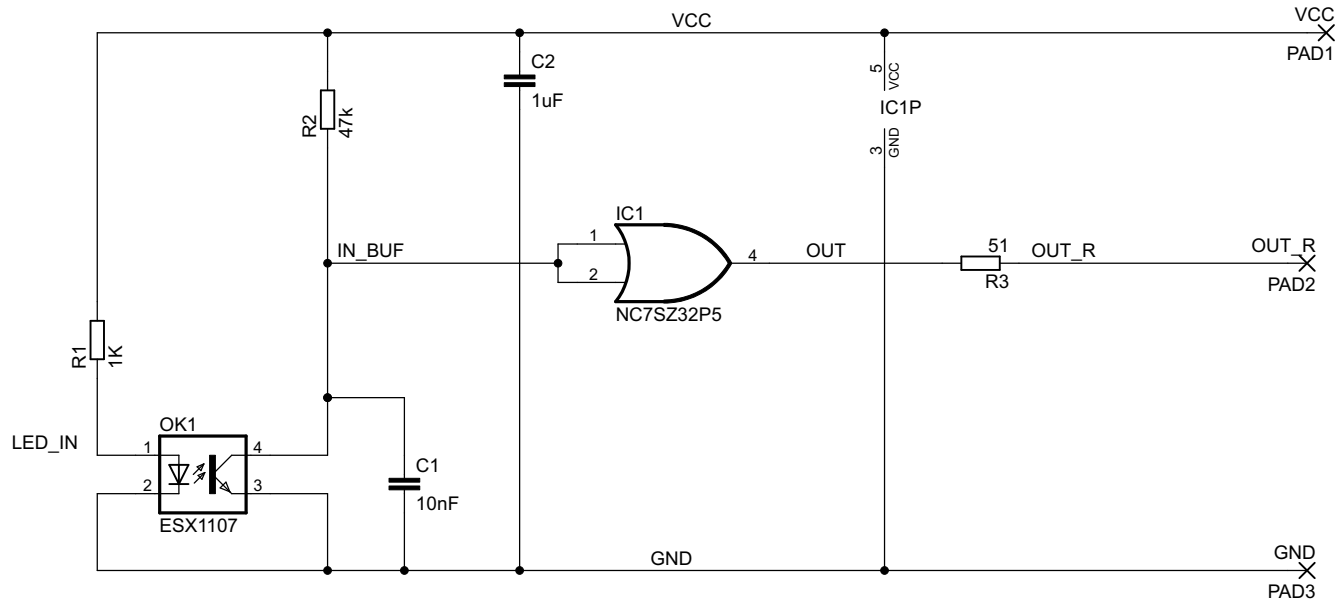 VCC
VCC
PAD1
C2
1uF
5
VCC
IC1P
3
GND
R2
47k
IC1
1
2
4
NC7SZ32P5
IN_BUF
OUT
51
R3
OUT_R
OUT_R
PAD2
R1
1K
LED_IN
OK1
1
2
4
3
ESX1107
C1
10nF
GND
GND
PAD3